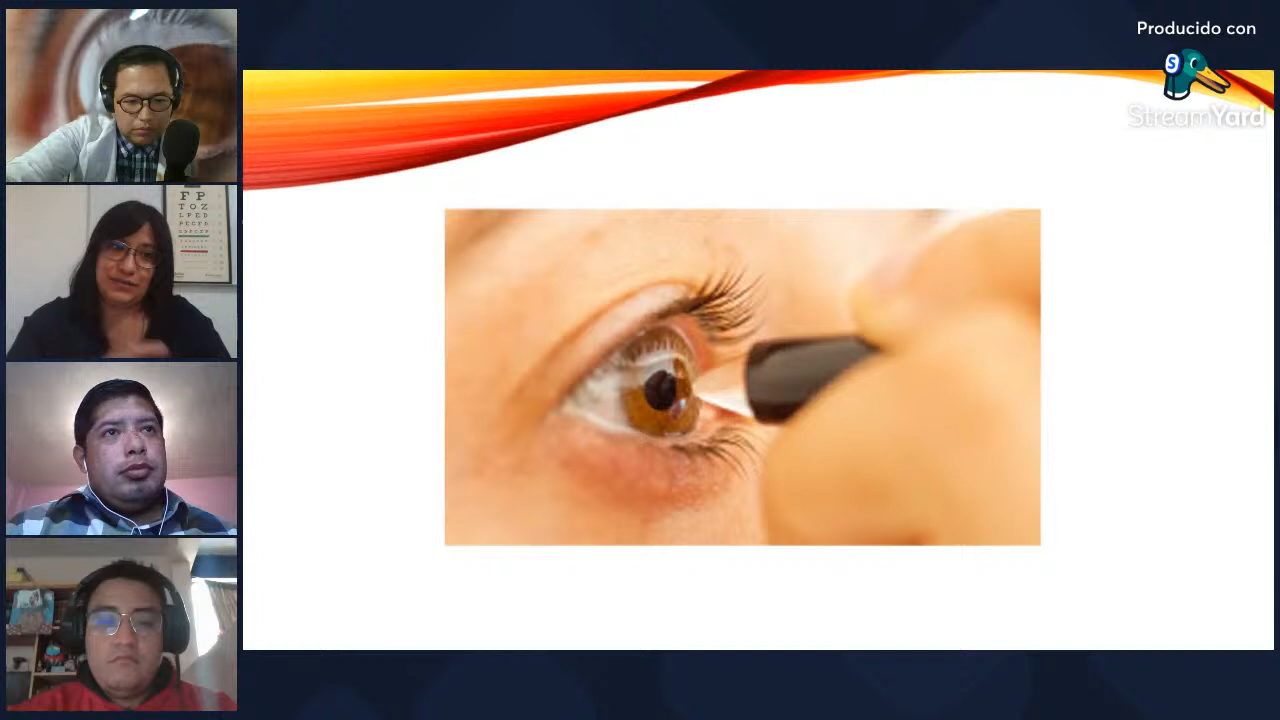 Producido con
S
StreamYard
F P
T O Z
L P E D
P E C F D